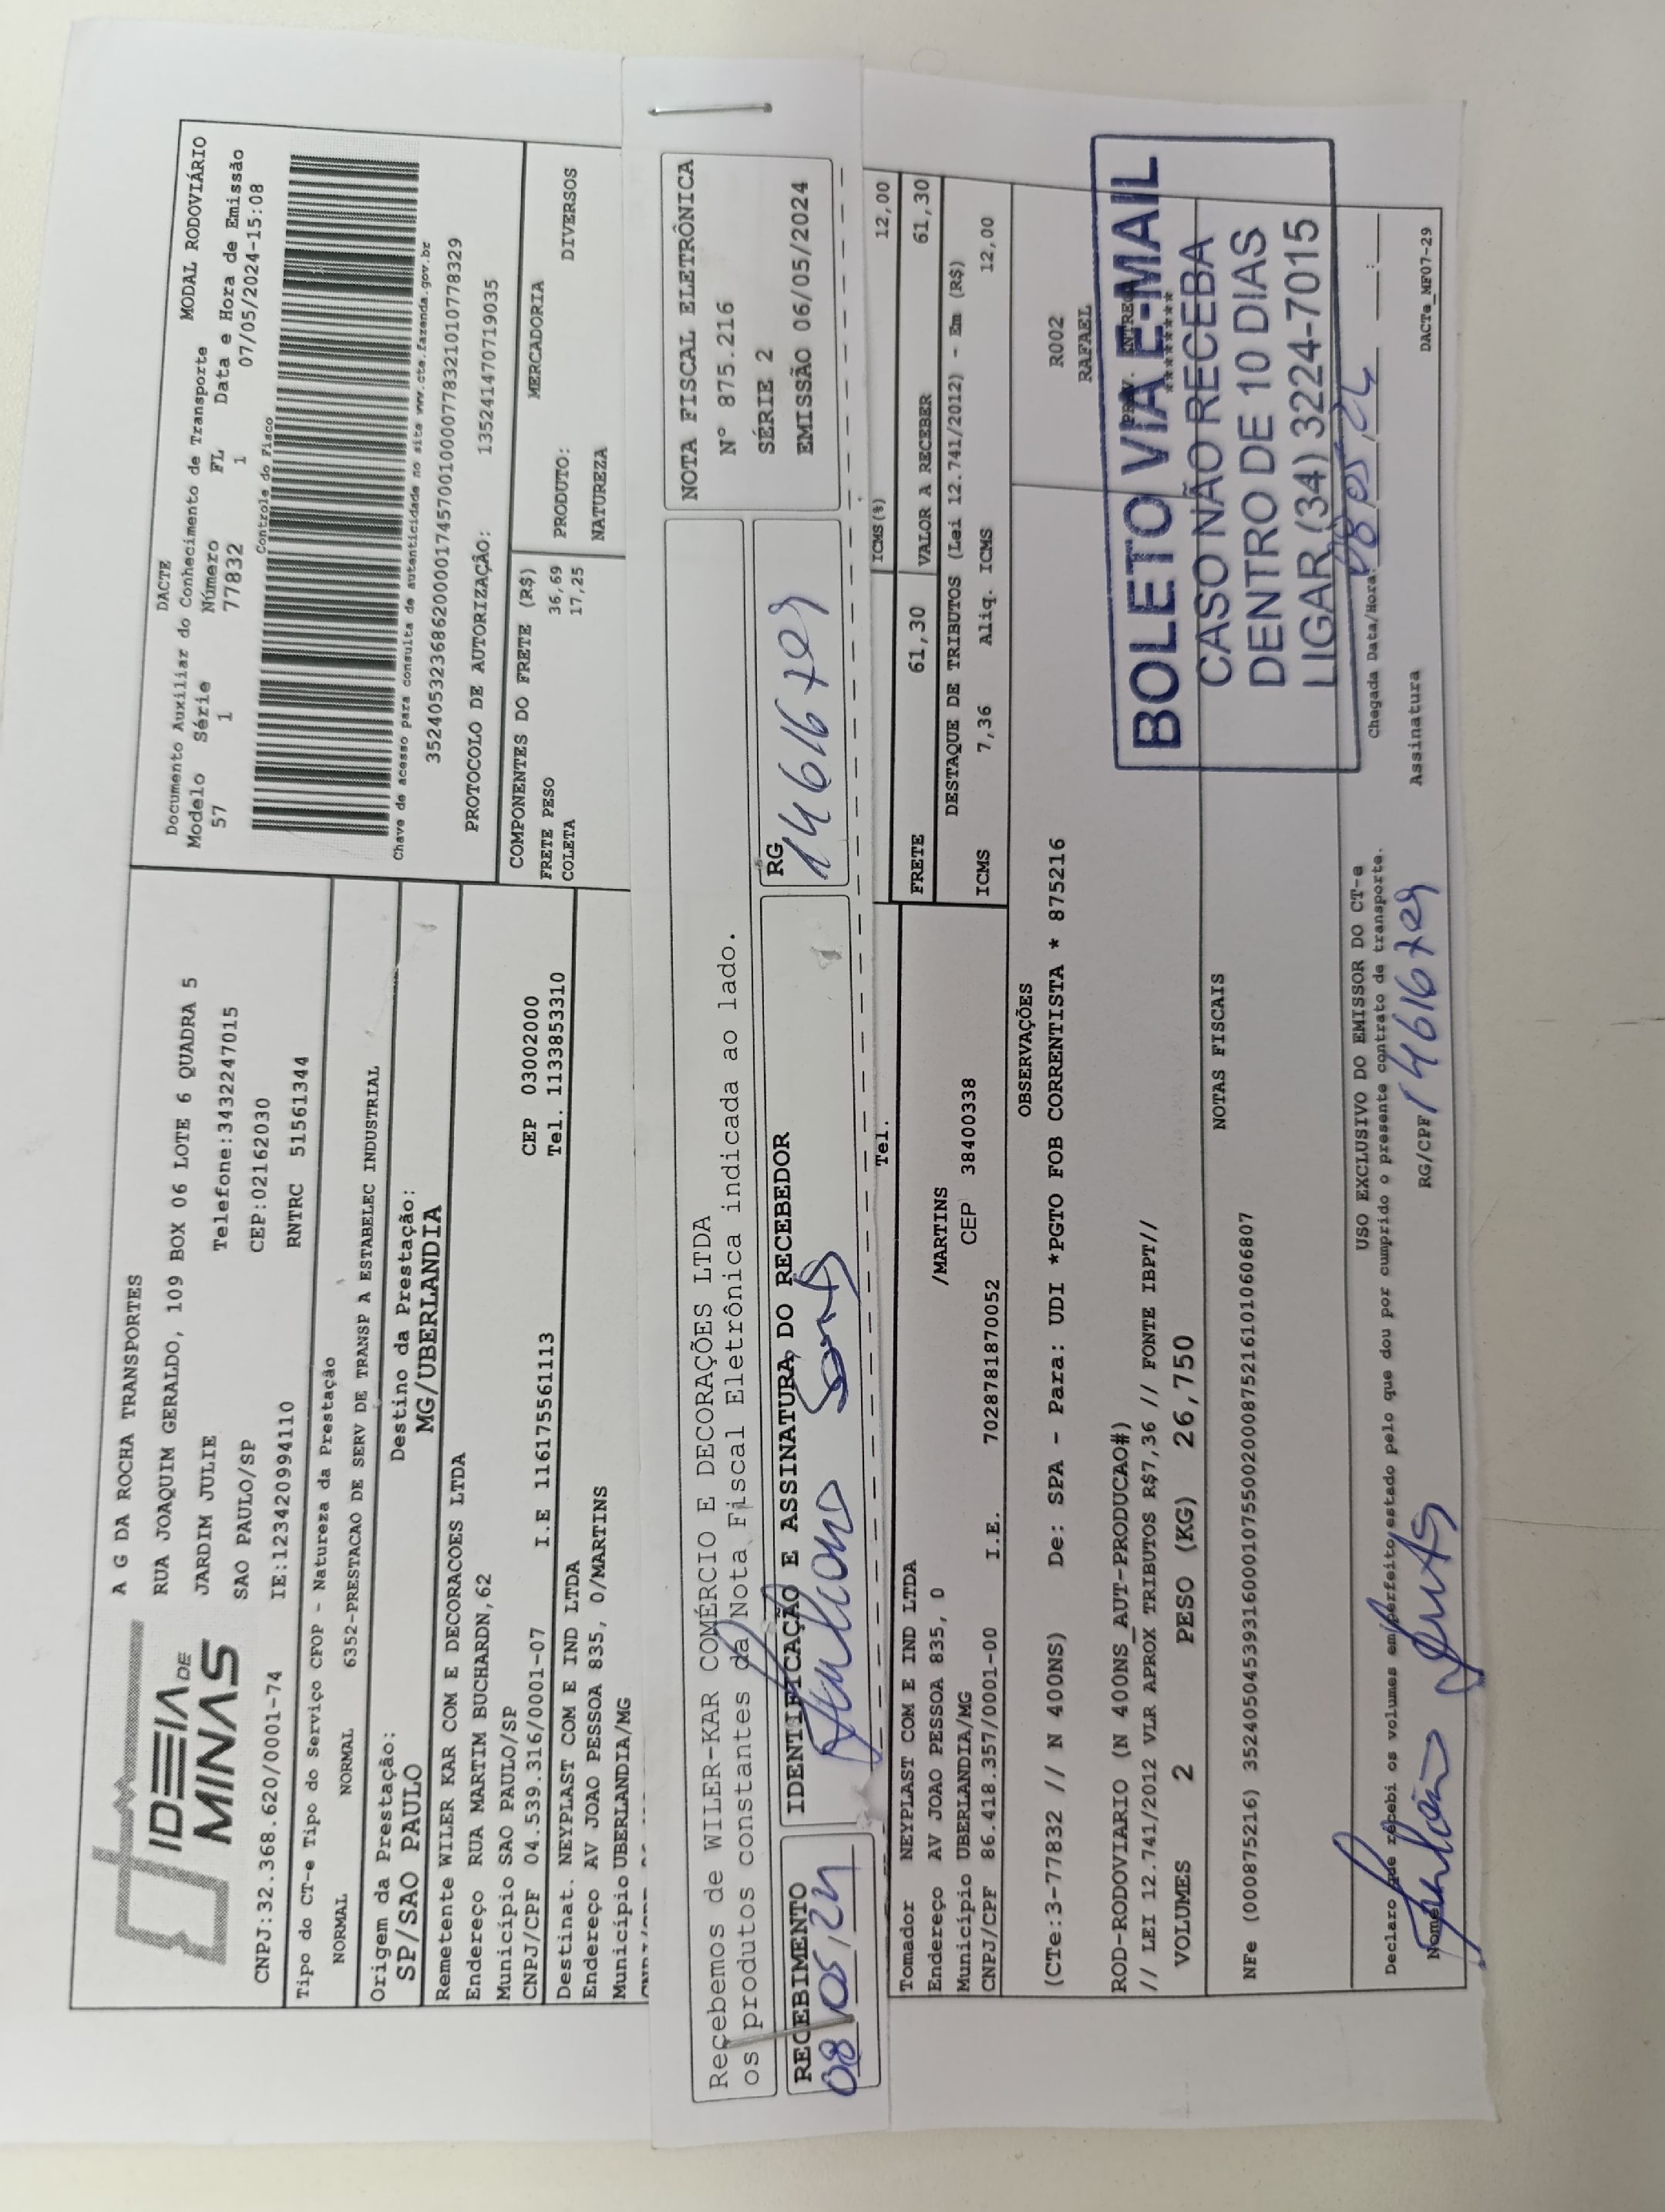 IDEIA DE MINAS
A G DA ROCHA TRANSPORTES
RUA JOAQUIM GERALDO, 109 BOX 06 LOTE 6 QUADRA 5
JARDIM JULIE
Telefone:3432247015
SAO PAULO/SP
CEP:02162030
CNPJ:32.368.620/0001-74
IE:123420994110
RNTRC 51561344
DACTE
Documento Auxiliar do Conhecimento de Transporte
MODAL RODOVIÁRIO
Modelo Série Número FL Data e Hora de Emissão
57 1 77832 1 07/05/2024-15:08
Controle do Fisco
Chave de acesso para consulta de autenticidade no site www.cte.fazenda.gov.br
35240532368620000174570010000778321010778329
PROTOCOLO DE AUTORIZAÇÃO: 135241470719035
Tipo do CT-e Tipo do Serviço CFOP - Natureza da Prestação
NORMAL NORMAL 6352-PRESTACAO DE SERV DE TRANSP A ESTABELEC INDUSTRIAL
Origem da Prestação: Destino da Prestação:
SP/SAO PAULO MG/UBERLANDIA
Remetente WILER KAR COM E DECORACOES LTDA
Endereço RUA MARTIM BUCHARDN,62
Município SAO PAULO/SP CEP 03002000
CNPJ/CPF 04.539.316/0001-07 I.E 116175561113 Tel. 1133853310
Destinat. NEYPLAST COM E IND LTDA
Endereço AV JOAO PESSOA 835, 0/MARTINS
Município UBERLANDIA/MG
COMPONENTES DO FRETE (R$) MERCADORIA
FRETE PESO 36,69 PRODUTO: DIVERSOS
COLETA 17,25 NATUREZA
Recebemos de WILER-KAR COMÉRCIO E DECORAÇÕES LTDA
os produtos constantes da Nota Fiscal Eletrônica indicada ao lado.
RECEBIMENTO
08/05/24
IDENTIFICAÇÃO E ASSINATURA DO RECEBEDOR
RG
14616729
NOTA FISCAL ELETRÔNICA
N° 875.216
SÉRIE 2
EMISSÃO 06/05/2024
Tel. ICMS(%) 12,00
Tomador NEYPLAST COM E IND LTDA
Endereço AV JOAO PESSOA 835, 0 /MARTINS
Município UBERLANDIA/MG CEP 38400338
CNPJ/CPF 86.418.357/0001-00 I.E. 7028781870052
FRETE 61,30 VALOR A RECEBER 61,30
DESTAQUE DE TRIBUTOS (Lei 12.741/2012) - Em (R$)
ICMS 7,36 Aliq. ICMS 12,00
OBSERVAÇÕES
(CTe:3-77832 // N 400NS) De: SPA - Para: UDI *PGTO FOB CORRENTISTA * 875216
R002
RAFAEL
ROD-RODOVIARIO (N 400NS_AUT-PRODUCAO#)
// LEI 12.741/2012 VLR APROX TRIBUTOS R$7,36 // FONTE IBPT//
VOLUMES 2 PESO (KG) 26,750
BOLETO VIA E-MAIL
CASO NÃO RECEBA
DENTRO DE 10 DIAS
LIGAR (34) 3224-7015
NOTAS FISCAIS
NFe (000875216) 35240504539316000107550020008752161010606807
USO EXCLUSIVO DO EMISSOR DO CT-e
Declaro que recebi os volumes em perfeito estado pelo que dou por cumprido o presente contrato de transporte.
Chegada Data/Hora: 08/05/24 :
Nome RG/CPF 14616729 Assinatura
DACTe_MF07-29